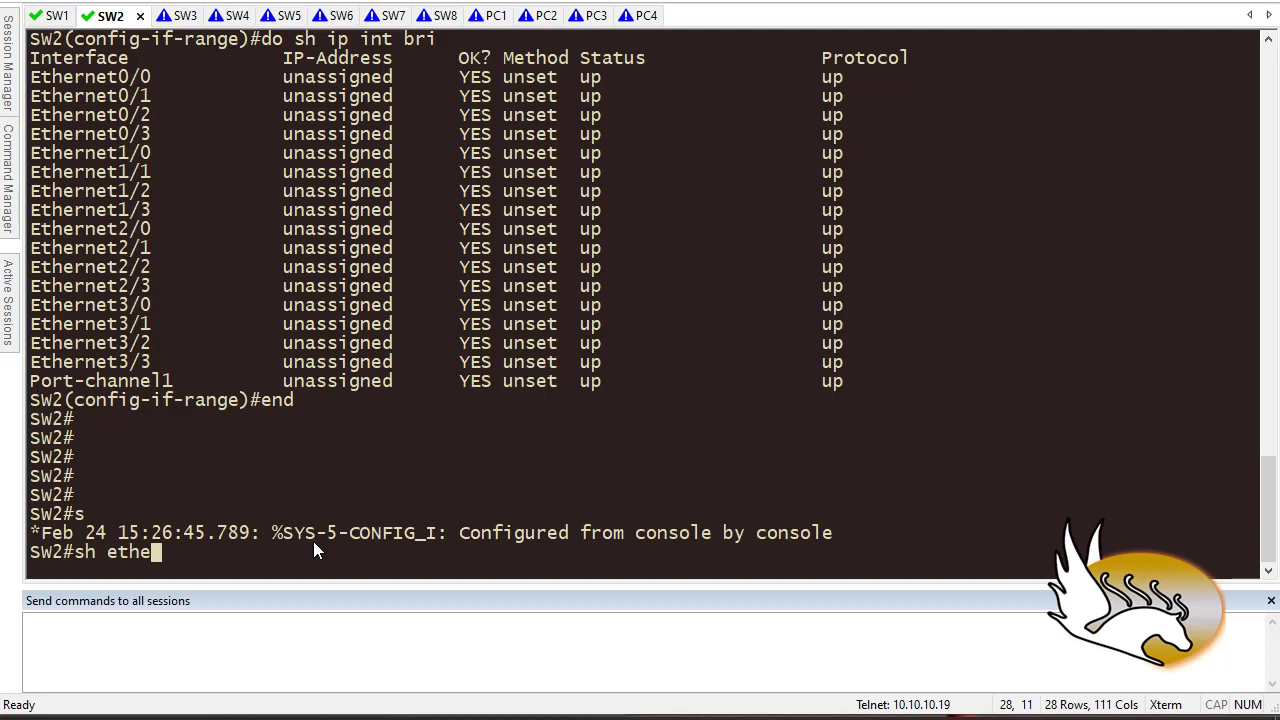 SW1 SW2 × SW3 SW4 SW5 SW6 SW7 SW8 PC1 PC2 PC3 PC4
Session Manager
Command Manager
Active Sessions
SW2(config-if-range)#do sh ip int bri
Interface IP-Address OK? Method Status Protocol
Ethernet0/0 unassigned YES unset up up
Ethernet0/1 unassigned YES unset up up
Ethernet0/2 unassigned YES unset up up
Ethernet0/3 unassigned YES unset up up
Ethernet1/0 unassigned YES unset up up
Ethernet1/1 unassigned YES unset up up
Ethernet1/2 unassigned YES unset up up
Ethernet1/3 unassigned YES unset up up
Ethernet2/0 unassigned YES unset up up
Ethernet2/1 unassigned YES unset up up
Ethernet2/2 unassigned YES unset up up
Ethernet2/3 unassigned YES unset up up
Ethernet3/0 unassigned YES unset up up
Ethernet3/1 unassigned YES unset up up
Ethernet3/2 unassigned YES unset up up
Ethernet3/3 unassigned YES unset up up
Port-channel1 unassigned YES unset up up
SW2(config-if-range)#end
SW2#
SW2#
SW2#
SW2#
SW2#
SW2#s
*Feb 24 15:26:45.789: %SYS-5-CONFIG_I: Configured from console by console
SW2#sh ethe
Send commands to all sessions ×
Ready Telnet: 10.10.10.19 28, 11 28 Rows, 111 Cols Xterm CAP NUM